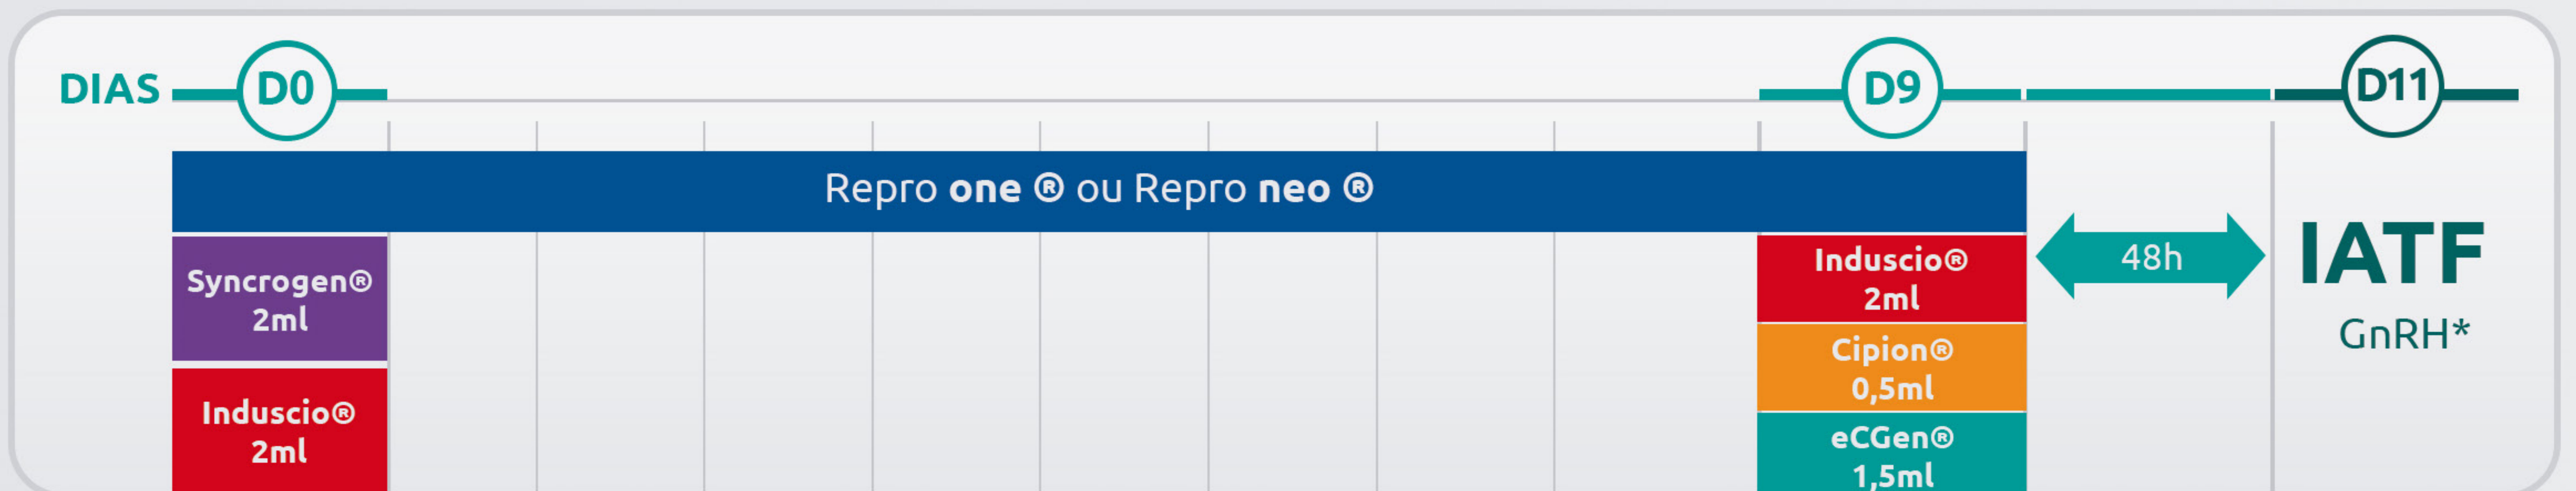 DIAS D0 D9 D11
Repro one ® ou Repro neo ®
Syncrogen®
2ml
Induscio®
2ml
Induscio®
2ml
Cipion®
0,5ml
eCGen®
1,5ml
48h
IATF
GnRH*